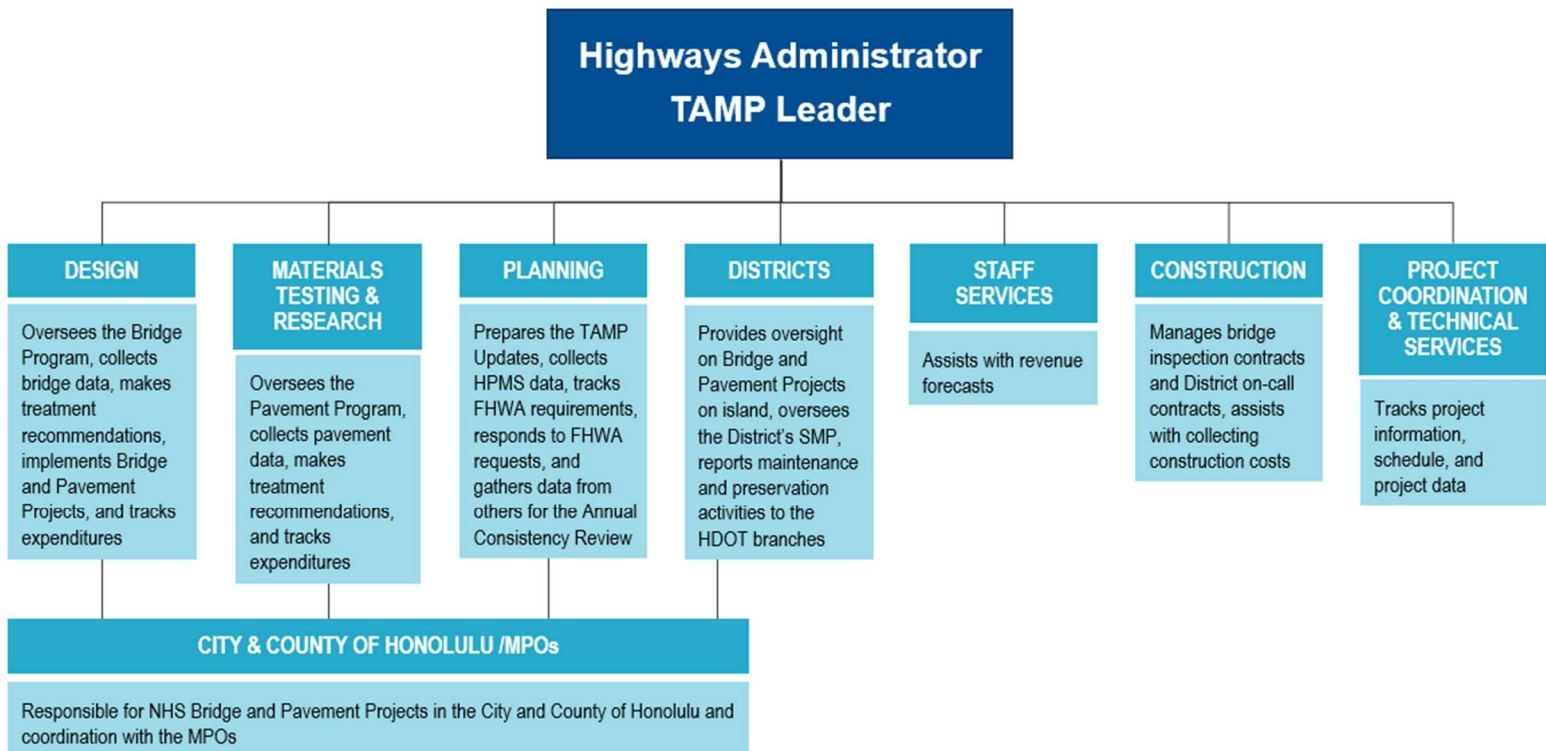 Highways Administrator
TAMP Leader
DESIGN
Oversees the Bridge
Program, collects
bridge data, makes
treatment
recommendations,
implements Bridge
and Pavement
Projects, and tracks
expenditures
MATERIALS
TESTING &
RESEARCH
Oversees the
Pavement Program,
collects pavement
data, makes
treatment
recommendations,
and tracks
expenditures
PLANNING
Prepares the TAMP
Updates, collects
HPMS data, tracks
FHWA requirements,
responds to FHWA
requests, and
gathers data from
others for the Annual
Consistency Review
DISTRICTS
Provides oversight
on Bridge and
Pavement Projects
on island, oversees
the District's SMP,
reports maintenance
and preservation
activities to the
HDOT branches
STAFF
SERVICES
Assists with revenue
forecasts
CONSTRUCTION
Manages bridge
inspection contracts
and District on-call
contracts, assists
with collecting
construction costs
PROJECT
COORDINATION
& TECHNICAL
SERVICES
Tracks project
information,
schedule, and
project data
CITY & COUNTY OF HONOLULU /MPOs
Responsible for NHS Bridge and Pavement Projects in the City and County of Honolulu and
coordination with the MPOs